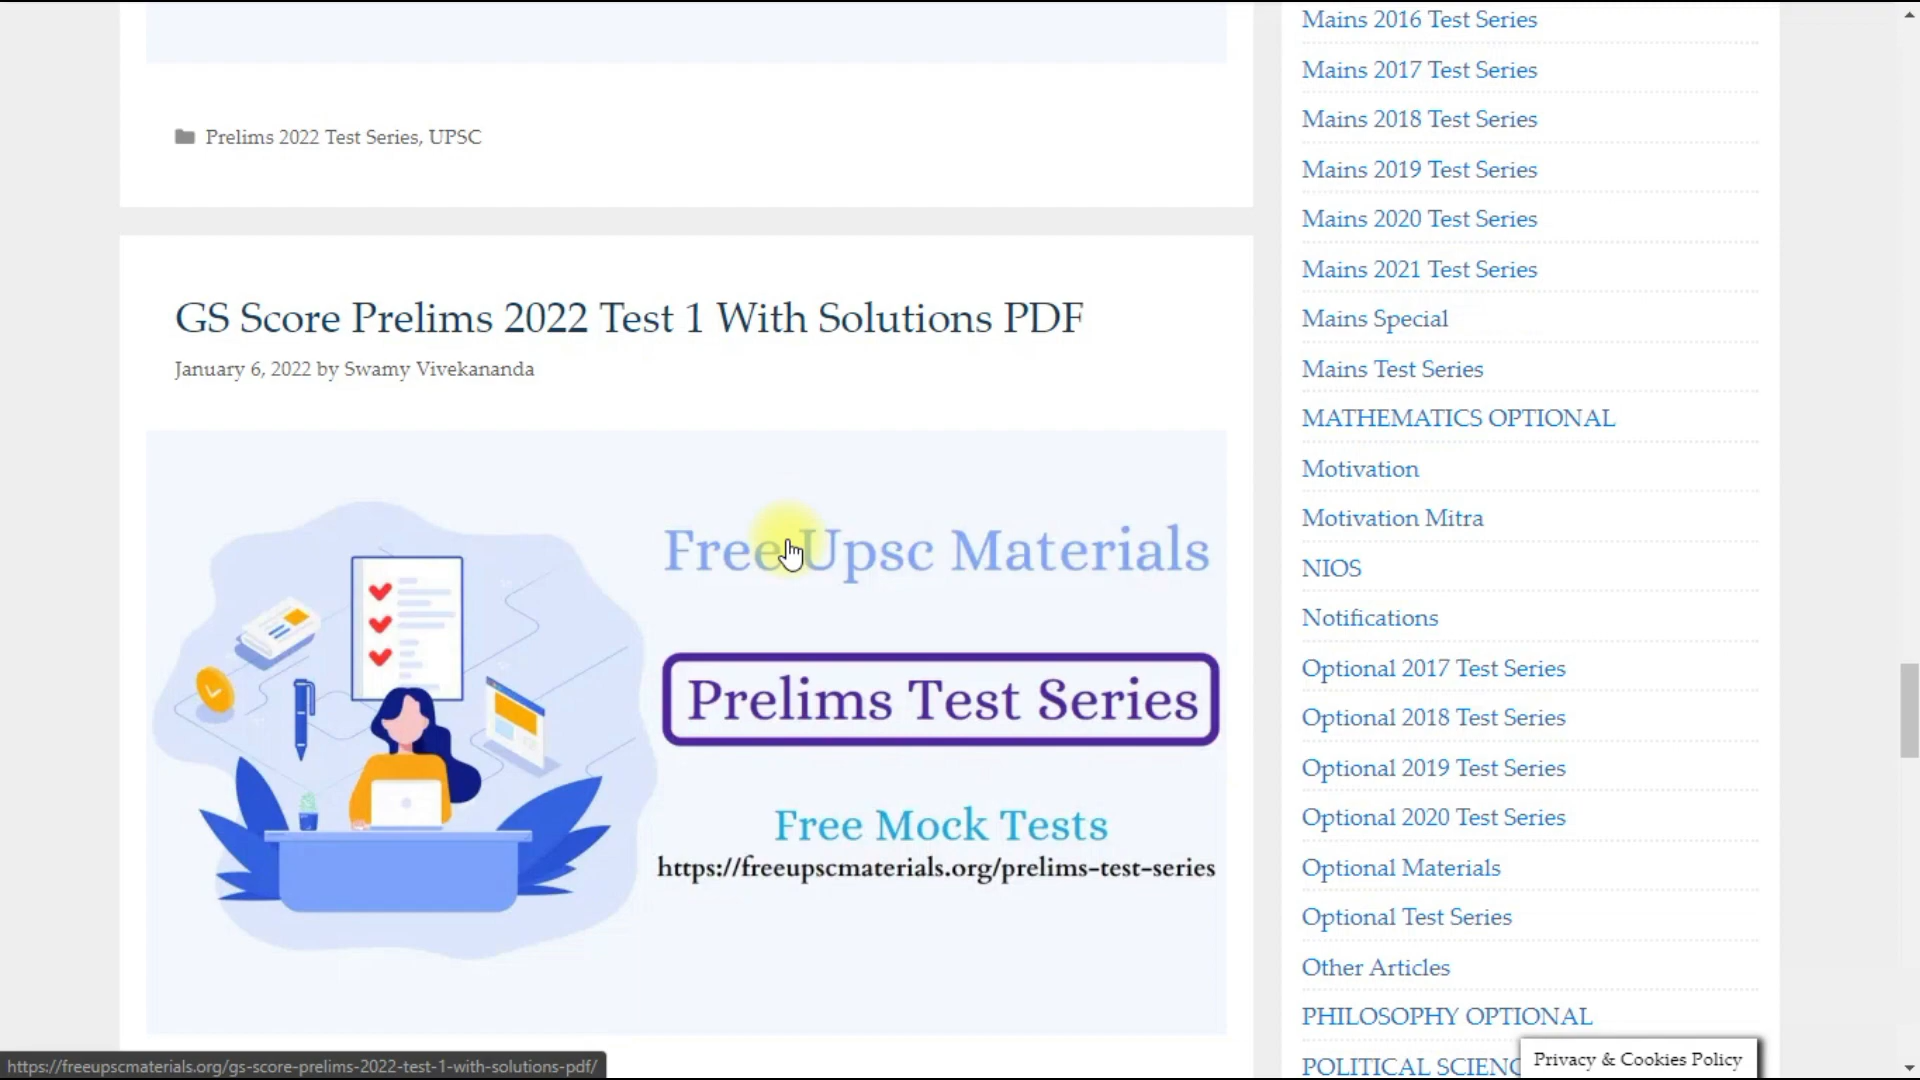 Prelims 2022 Test Series, UPSC
GS Score Prelims 2022 Test 1 With Solutions PDF
January 6, 2022 by Swamy Vivekananda
Free Upsc Materials
Prelims Test Series
Free Mock Tests
https://freeupscmaterials.org/prelims-test-series
Mains 2016 Test Series
Mains 2017 Test Series
Mains 2018 Test Series
Mains 2019 Test Series
Mains 2020 Test Series
Mains 2021 Test Series
Mains Special
Mains Test Series
MATHEMATICS OPTIONAL
Motivation
Motivation Mitra
NIOS
Notifications
Optional 2017 Test Series
Optional 2018 Test Series
Optional 2019 Test Series
Optional 2020 Test Series
Optional Materials
Optional Test Series
Other Articles
PHILOSOPHY OPTIONAL
POLITICAL SCIENC
Privacy & Cookies Policy
https://freeupscmaterials.org/gs-score-prelims-2022-test-1-with-solutions-pdf/